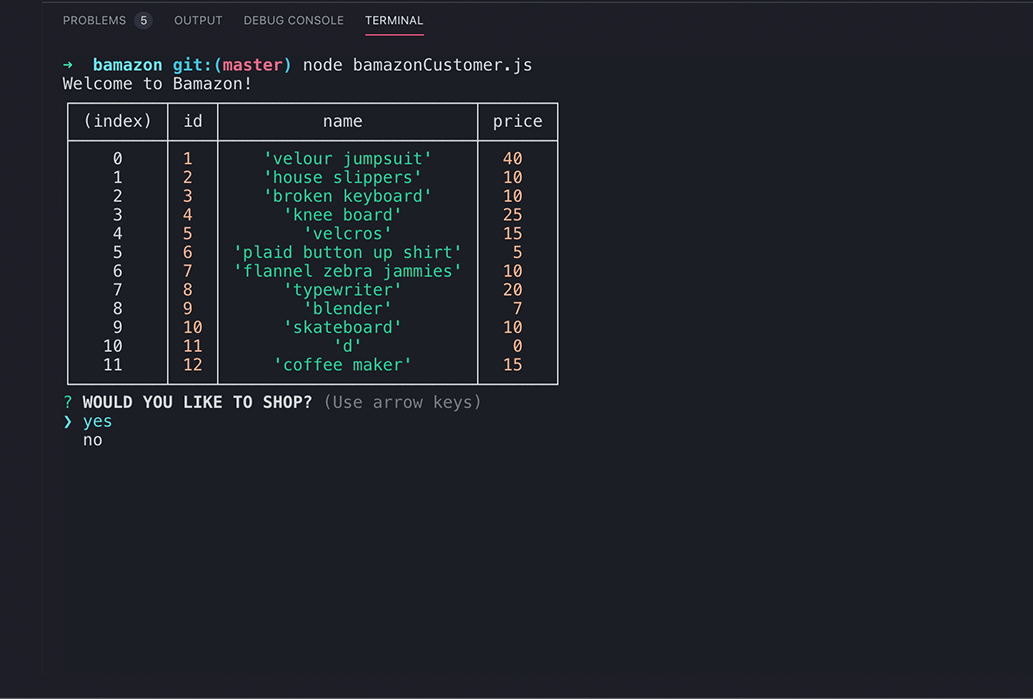 PROBLEMS 5 OUTPUT DEBUG CONSOLE TERMINAL
➜ bamazon git:(master) node bamazonCustomer.js
Welcome to Bamazon!
(index) id name price
0 1 'velour jumpsuit' 40
1 2 'house slippers' 10
2 3 'broken keyboard' 10
3 4 'knee board' 25
4 5 'velcros' 15
5 6 'plaid button up shirt' 5
6 7 'flannel zebra jammies' 10
7 8 'typewriter' 20
8 9 'blender' 7
9 10 'skateboard' 10
10 11 'd' 0
11 12 'coffee maker' 15
? WOULD YOU LIKE TO SHOP? (Use arrow keys)
❯ yes
no